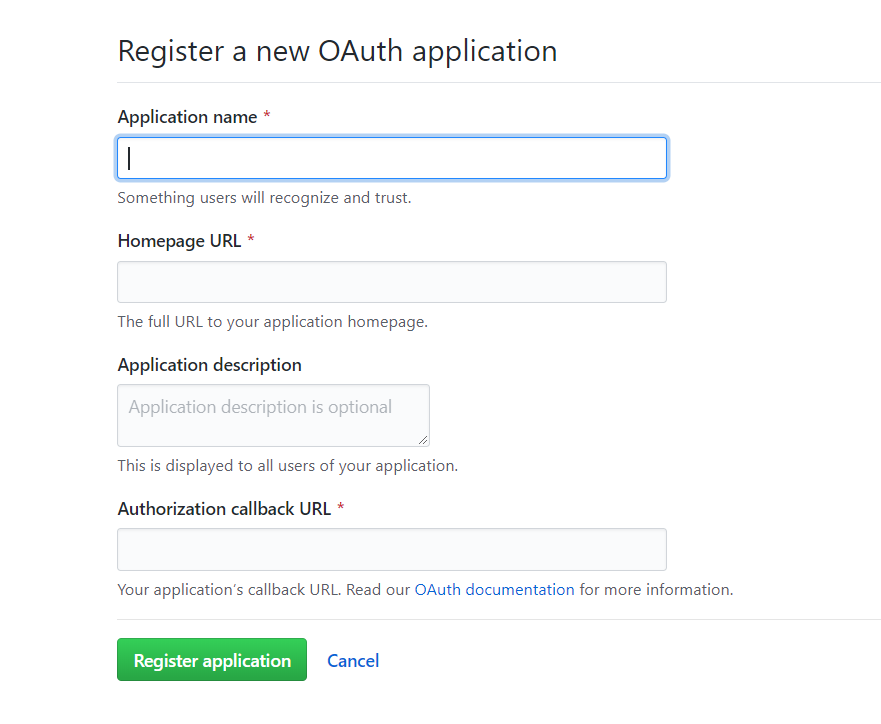 Register a new OAuth application
Application name *
Something users will recognize and trust.
Homepage URL *
The full URL to your application homepage.
Application description
Application description is optional
This is displayed to all users of your application.
Authorization callback URL *
Your application’s callback URL. Read our OAuth documentation for more information.
Register application Cancel